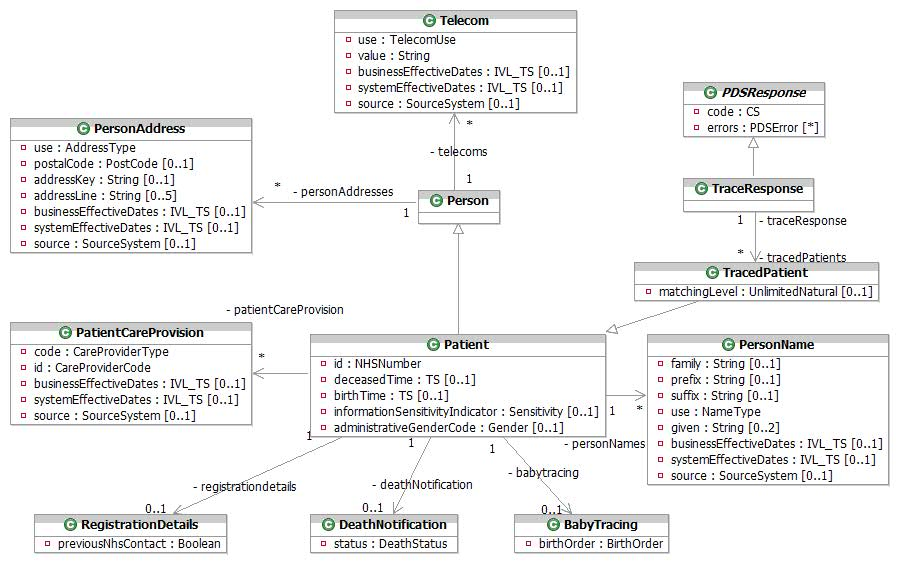 Telecom
use : TelecomUse
value : String
businessEffectiveDates : IVL_TS [0..1]
systemEffectiveDates : IVL_TS [0..1]
source : SourceSystem [0..1]
PDSResponse
code : CS
errors : PDSError [*]
PersonAddress
use : AddressType
postalCode : PostCode [0..1]
addressKey : String [0..1]
addressLine : String [0..5]
businessEffectiveDates : IVL_TS [0..1]
systemEffectiveDates : IVL_TS [0..1]
source : SourceSystem [0..1]
*
- telecoms
1
*
- personAddresses
1
Person
TraceResponse
1
- traceResponse
*
- tracedPatients
TracedPatient
matchingLevel : UnlimitedNatural [0..1]
- patientCareProvision
*
PatientCareProvision
code : CareProviderType
id : CareProviderCode
businessEffectiveDates : IVL_TS [0..1]
systemEffectiveDates : IVL_TS [0..1]
source : SourceSystem [0..1]
Patient
id : NHSNumber
deceasedTime : TS [0..1]
birthTime : TS [0..1]
informationSensitivityIndicator : Sensitivity [0..1]
administrativeGenderCode : Gender [0..1]
1
*
- personNames
PersonName
family : String [0..1]
prefix : String [0..1]
suffix : String [0..1]
use : NameType
given : String [0..2]
businessEffectiveDates : IVL_TS [0..1]
systemEffectiveDates : IVL_TS [0..1]
source : SourceSystem [0..1]
1
- registrationdetails
0..1
1
- deathNotification
0..1
1
- babytracing
0..1
RegistrationDetails
previousNhsContact : Boolean
DeathNotification
status : DeathStatus
BabyTracing
birthOrder : BirthOrder